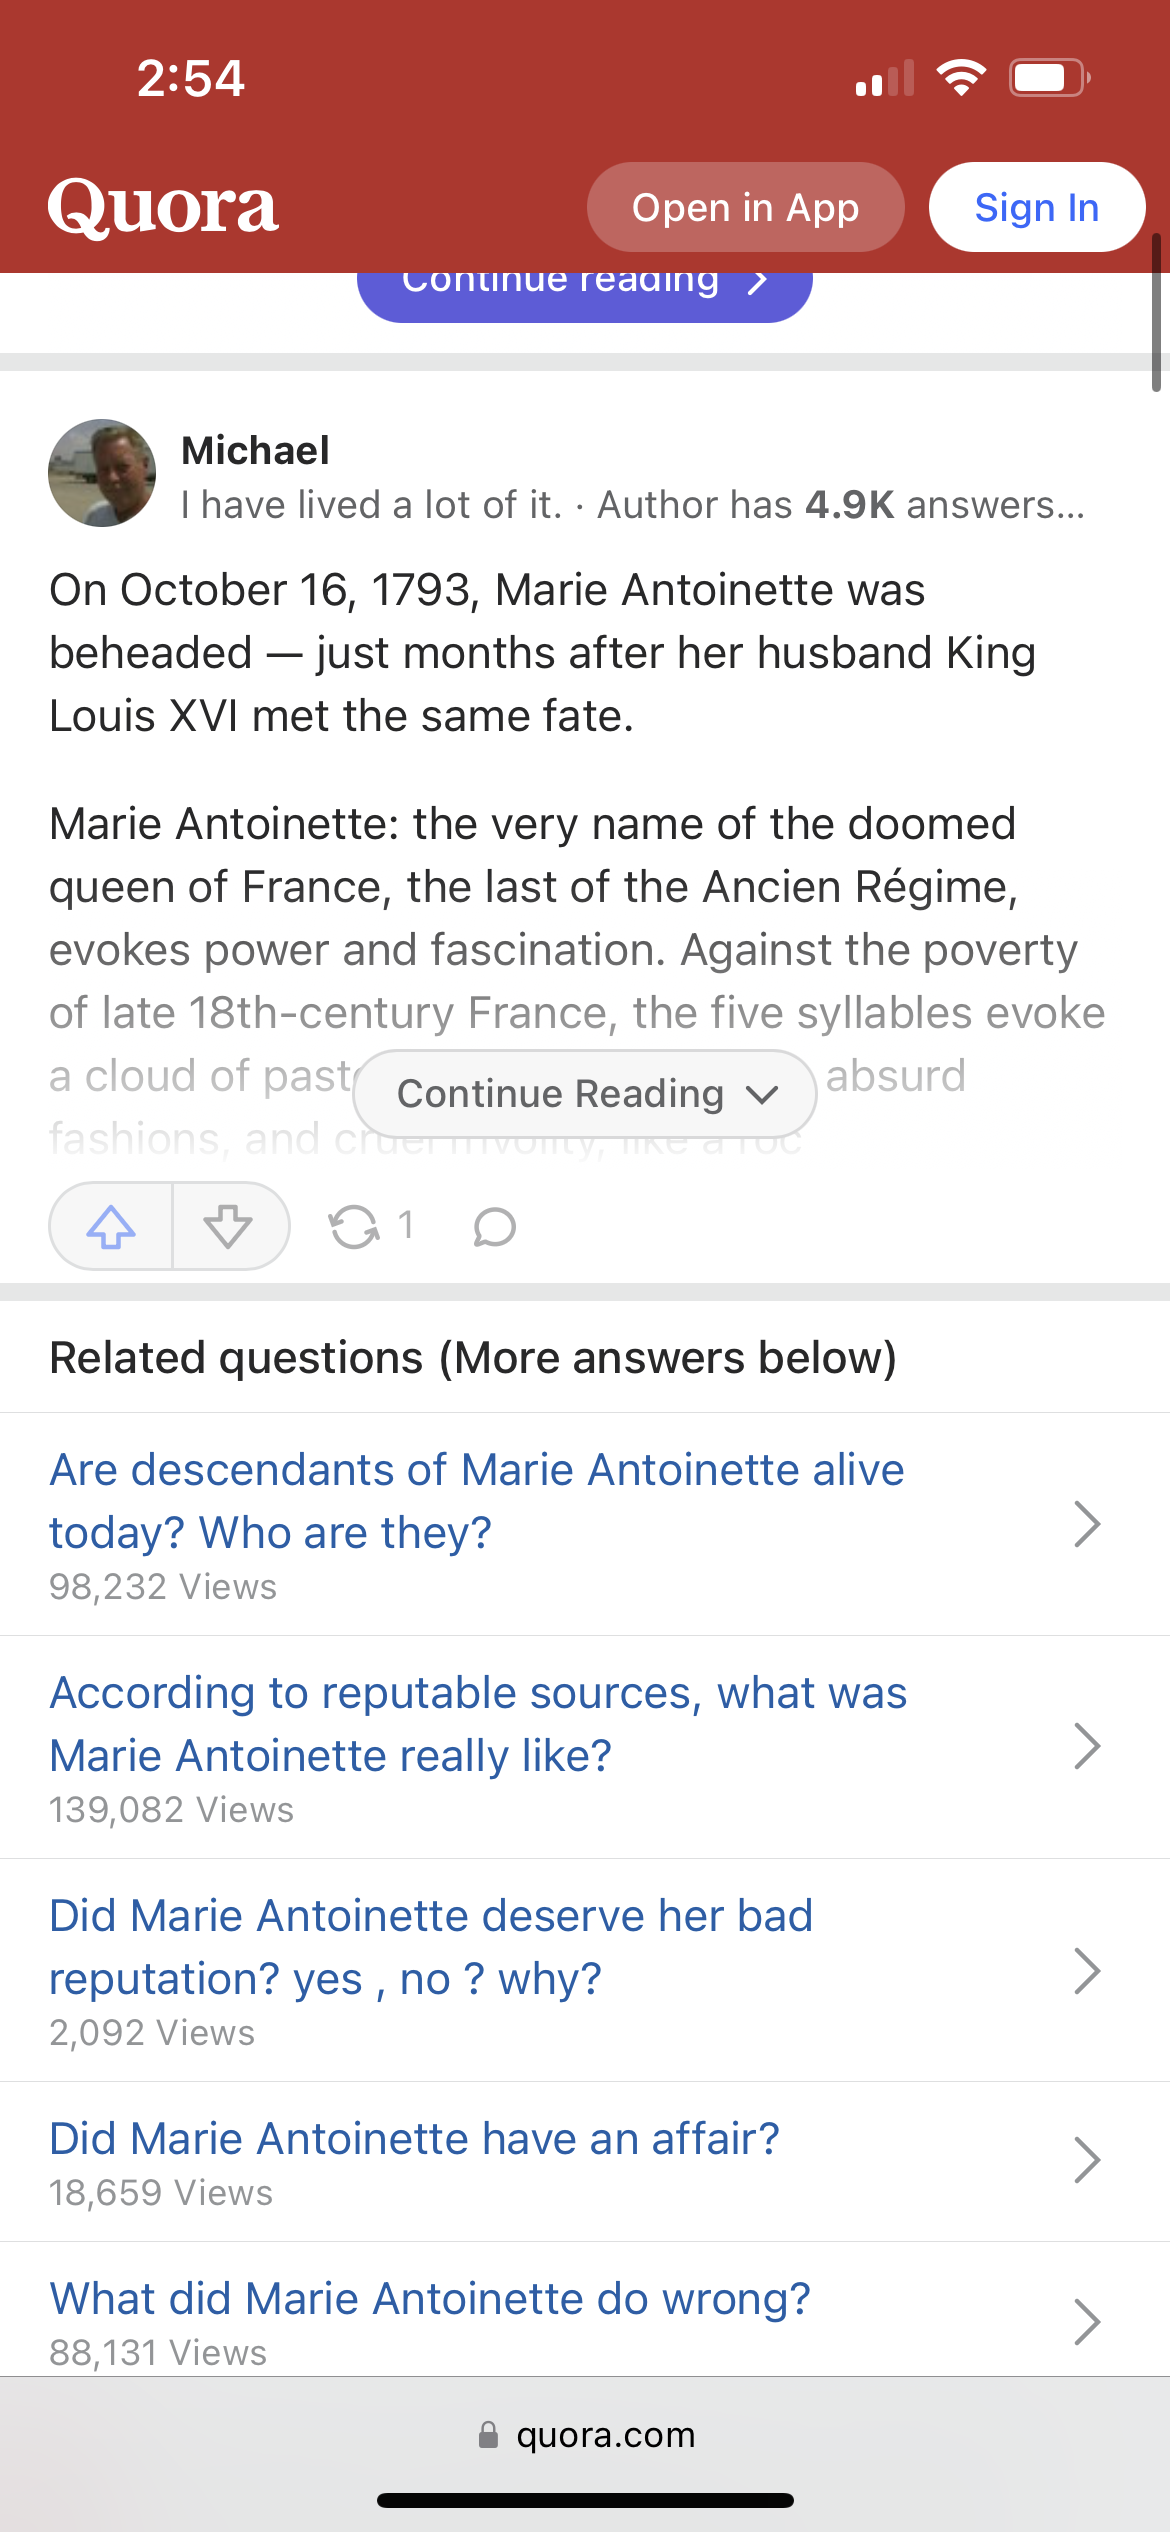 2:54
Quora
Open in App
Sign In
Continue reading
Michael
I have lived a lot of it. · Author has 4.9K answers...
On October 16, 1793, Marie Antoinette was
beheaded — just months after her husband King
Louis XVI met the same fate.
Marie Antoinette: the very name of the doomed
queen of France, the last of the Ancien Régime,
evokes power and fascination. Against the poverty
of late 18th-century France, the five syllables evoke
a cloud of absurd
Continue Reading
fashions, and cruel frivolity, like a roc
1
Related questions (More answers below)
Are descendants of Marie Antoinette alive
today? Who are they?
98,232 Views
According to reputable sources, what was
Marie Antoinette really like?
139,082 Views
Did Marie Antoinette deserve her bad
reputation? yes , no ? why?
2,092 Views
Did Marie Antoinette have an affair?
18,659 Views
What did Marie Antoinette do wrong?
88,131 Views
quora.com